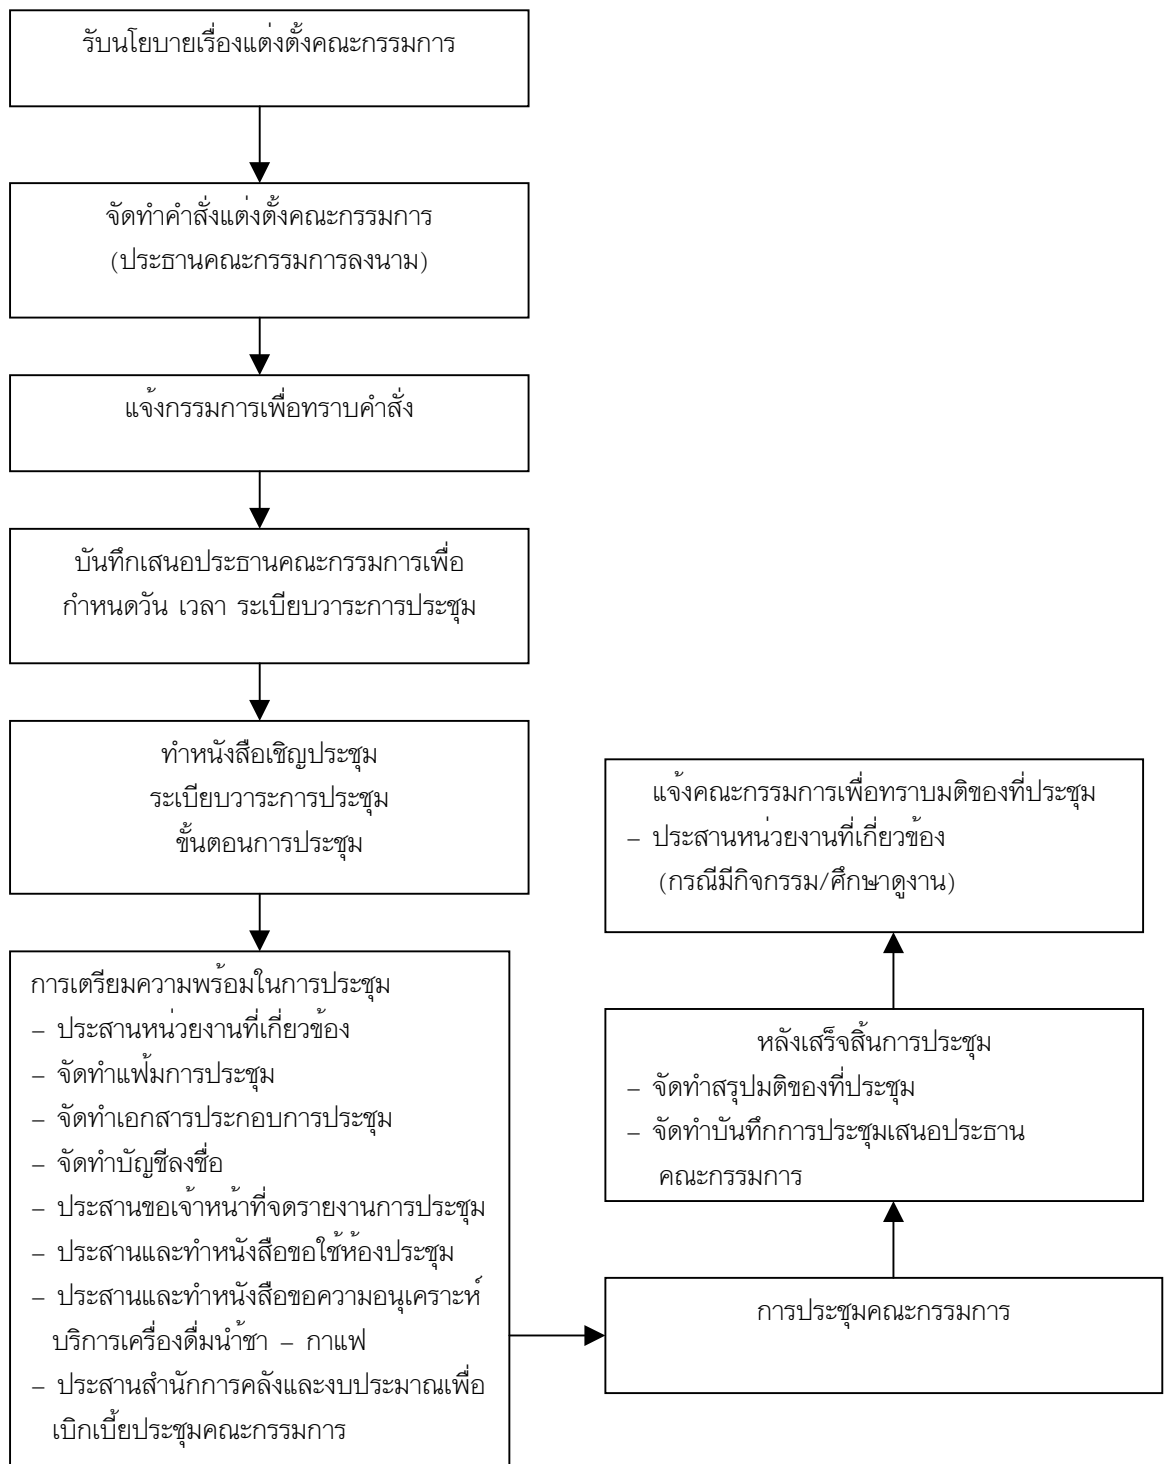 รับนโยบายเรื่องแต่งตั้งคณะกรรมการ
จัดทำคำสั่งแต่งตั้งคณะกรรมการ
(ประธานคณะกรรมการลงนาม)
แจ้งกรรมการเพื่อทราบคำสั่ง
บันทึกเสนอประธานคณะกรรมการเพื่อ
กำหนดวัน เวลา ระเบียบวาระการประชุม
ทำหนังสือเชิญประชุม
ระเบียบวาระการประชุม
ขั้นตอนการประชุม
การเตรียมความพร้อมในการประชุม
– ประสานหน่วยงานที่เกี่ยวข้อง
– จัดทำแฟ้มการประชุม
– จัดทำเอกสารประกอบการประชุม
– จัดทำบัญชีลงชื่อ
– ประสานขอเจ้าหน้าที่จดรายงานการประชุม
– ประสานและทำหนังสือขอใช้ห้องประชุม
– ประสานและทำหนังสือขอความอนุเคราะห์
บริการเครื่องดื่มน้ำชา – กาแฟ
– ประสานสำนักการคลังและงบประมาณเพื่อ
เบิกเบี้ยประชุมคณะกรรมการ
การประชุมคณะกรรมการ
หลังเสร็จสิ้นการประชุม
– จัดทำสรุปมติของที่ประชุม
– จัดทำบันทึกการประชุมเสนอประธาน
คณะกรรมการ
แจ้งคณะกรรมการเพื่อทราบมติของที่ประชุม
– ประสานหน่วยงานที่เกี่ยวข้อง
(กรณีมีกิจกรรม/ศึกษาดูงาน)